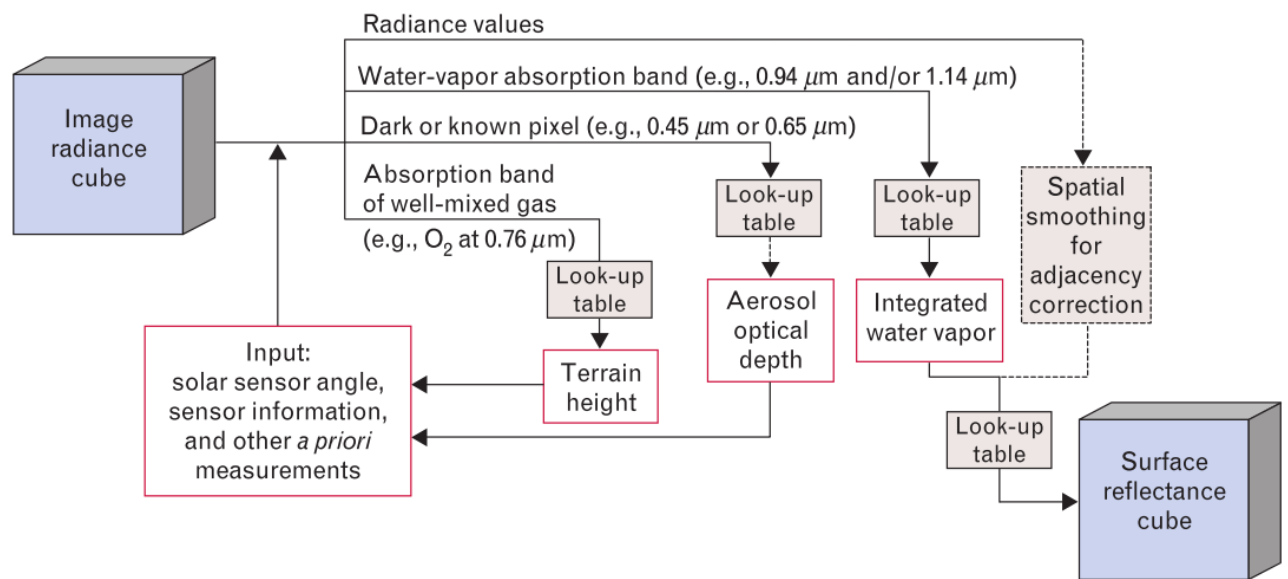 Radiance values
Water-vapor absorption band (e.g., 0.94 μm and/or 1.14 μm)
Image
radiance
cube
Dark or known pixel (e.g., 0.45 μm or 0.65 μm)
Absorption band
of well-mixed gas
(e.g., O₂ at 0.76 μm)
Look-up
table
Look-up
table
Look-up
table
Spatial
smoothing
for
adjacency
correction
Input:
solar sensor angle,
sensor information,
and other a priori
measurements
Terrain
height
Aerosol
optical
depth
Integrated
water vapor
Look-up
table
Surface
reflectance
cube